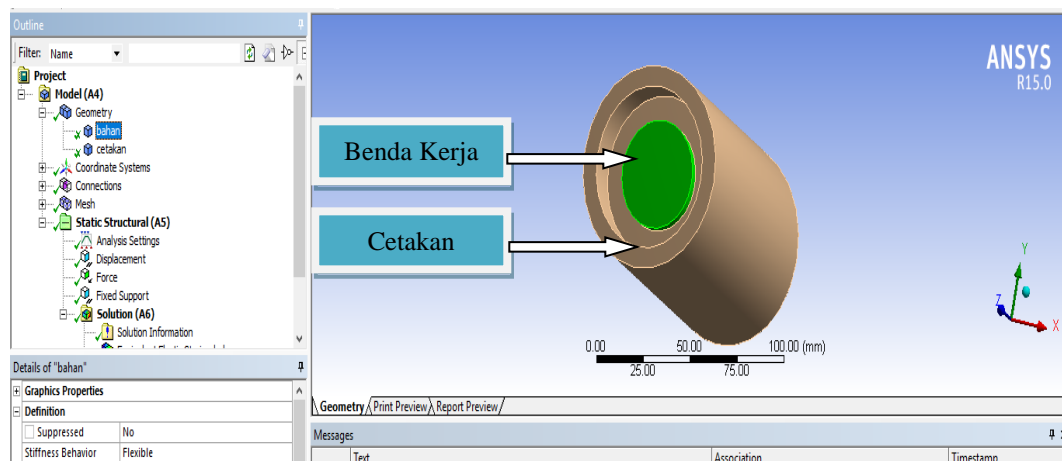 Outline
Filter: Name
Project
Model (A4)
Geometry
bahan
cetakan
Coordinate Systems
Connections
Mesh
Static Structural (A5)
Analysis Settings
Displacement
Force
Fixed Support
Solution (A6)
Solution Information
Details of "bahan"
Graphics Properties
Definition
Suppressed No
Stiffness Behavior Flexible
ANSYS
R15.0
Benda Kerja
Cetakan
Y
Z
X
0.00 50.00 100.00 (mm)
25.00 75.00
Geometry Print Preview Report Preview
Messages
Text Association Timestamp